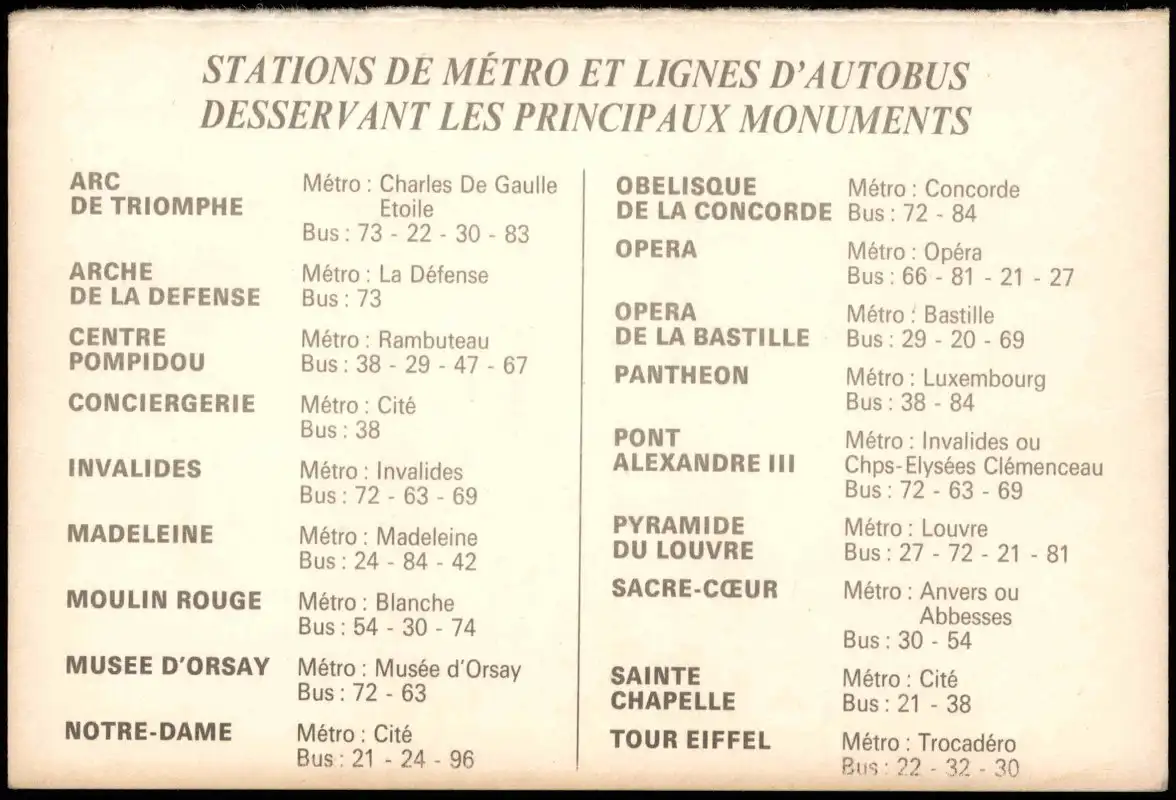 STATIONS DE MÉTRO ET LIGNES D'AUTOBUS
DESSERVANT LES PRINCIPAUX MONUMENTS
ARC
DE TRIOMPHE
Métro : Charles De Gaulle
Etoile
Bus : 73 - 22 - 30 - 83
ARCHE
DE LA DEFENSE
Métro : La Défense
Bus : 73
CENTRE
POMPIDOU
Métro : Rambuteau
Bus : 38 - 29 - 47 - 67
CONCIERGERIE
Métro : Cité
Bus : 38
INVALIDES
Métro : Invalides
Bus : 72 - 63 - 69
MADELEINE
Métro : Madeleine
Bus : 24 - 84 - 42
MOULIN ROUGE
Métro : Blanche
Bus : 54 - 30 - 74
MUSEE D'ORSAY
Métro : Musée d'Orsay
Bus : 72 - 63
NOTRE-DAME
Métro : Cité
Bus : 21 - 24 - 96
OBELISQUE
DE LA CONCORDE
Métro : Concorde
Bus : 72 - 84
OPERA
Métro : Opéra
Bus : 66 - 81 - 21 - 27
OPERA
DE LA BASTILLE
Métro : Bastille
Bus : 29 - 20 - 69
PANTHEON
Métro : Luxembourg
Bus : 38 - 84
PONT
ALEXANDRE III
Métro : Invalides ou
Chps-Elysées Clémenceau
Bus : 72 - 63 - 69
PYRAMIDE
DU LOUVRE
Métro : Louvre
Bus : 27 - 72 - 21 - 81
SACRE-CŒUR
Métro : Anvers ou
Abbesses
Bus : 30 - 54
SAINTE
CHAPELLE
Métro : Cité
Bus : 21 - 38
TOUR EIFFEL
Métro : Trocadéro
Bus : 22 - 32 - 30